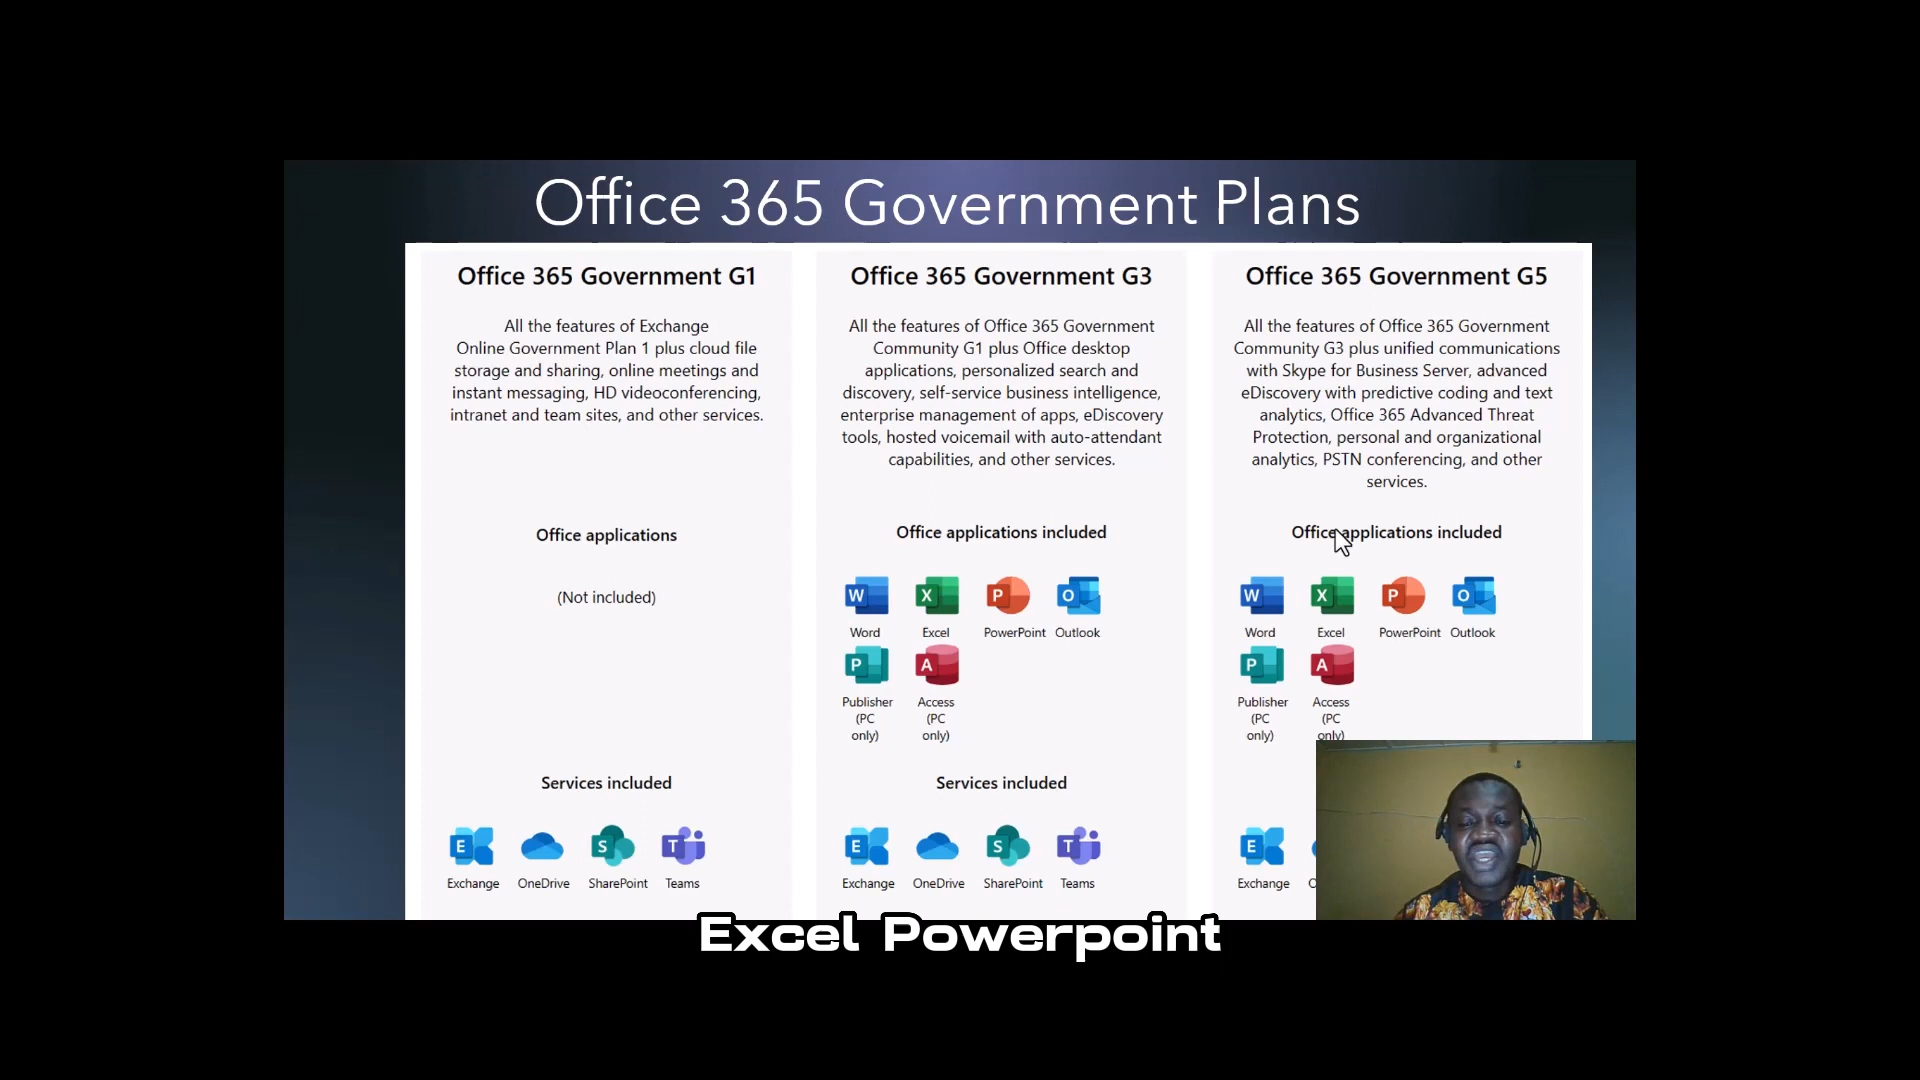 Office 365 Government Plans
Office 365 Government G1
All the features of Exchange
Online Government Plan 1 plus cloud file
storage and sharing, online meetings and
instant messaging, HD videoconferencing,
intranet and team sites, and other services.
Office applications
(Not included)
Services included
E
S
T
Exchange
OneDrive
SharePoint
Teams
Office 365 Government G3
All the features of Office 365 Government
Community G1 plus Office desktop
applications, personalized search and
discovery, self-service business intelligence,
enterprise management of apps, eDiscovery
tools, hosted voicemail with auto-attendant
capabilities, and other services.
Office applications included
W
X
P
O
Word
Excel
PowerPoint
Outlook
P
A
Publisher
(PC
only)
Access
(PC
only)
Services included
E
S
T
Exchange
OneDrive
SharePoint
Teams
Office 365 Government G5
All the features of Office 365 Government
Community G3 plus unified communications
with Skype for Business Server, advanced
eDiscovery with predictive coding and text
analytics, Office 365 Advanced Threat
Protection, personal and organizational
analytics, PSTN conferencing, and other
services.
Office applications included
W
X
P
O
Word
Excel
PowerPoint
Outlook
P
A
Publisher
(PC
only)
Access
(PC
only)
E
Exchange
Excel Powerpoint